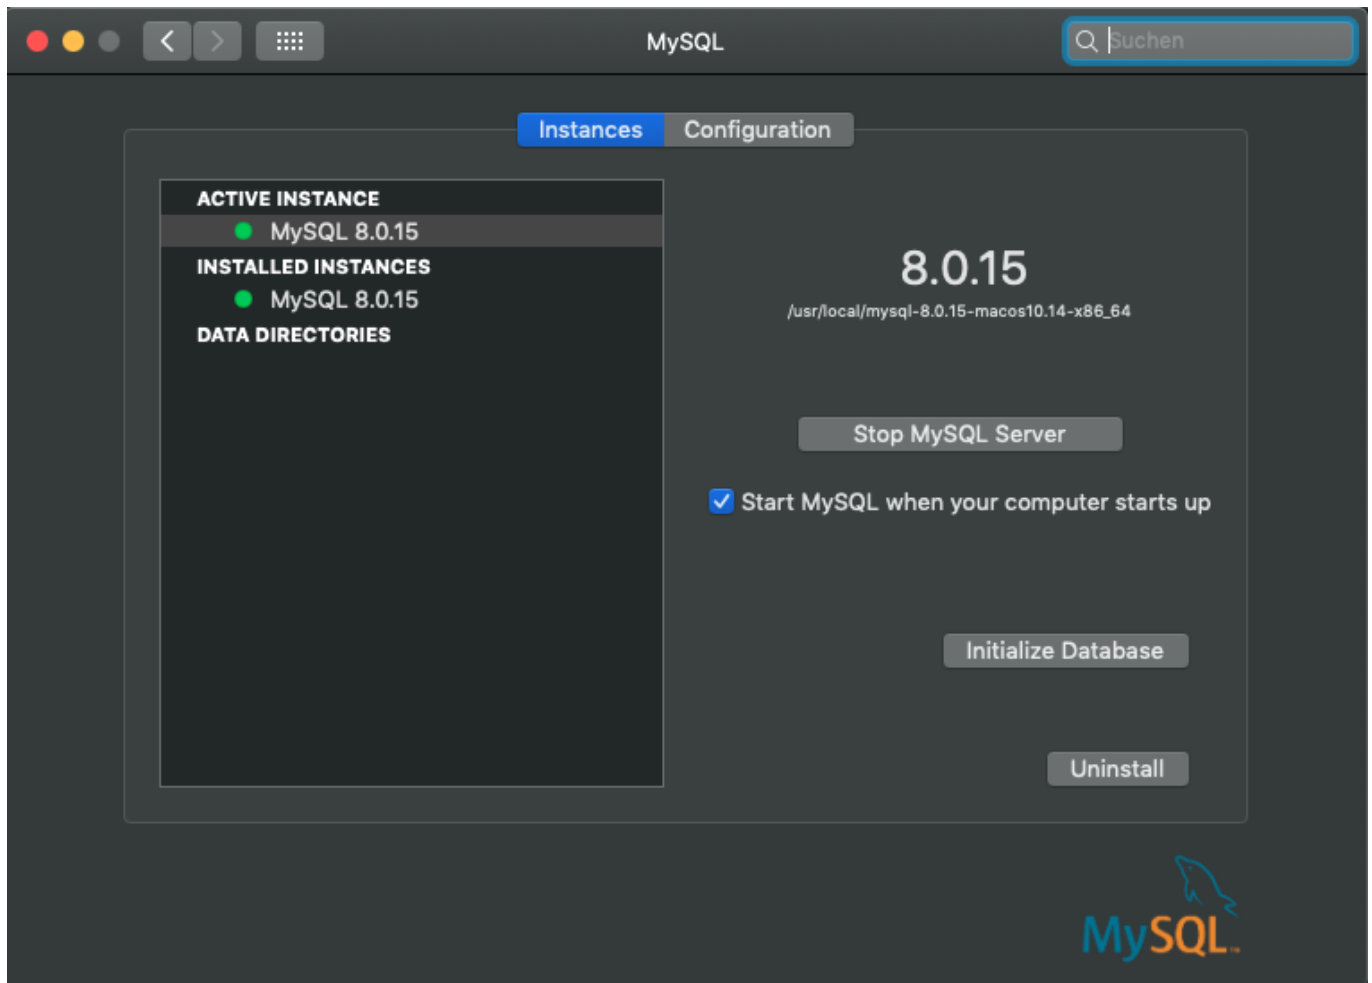 MySQL
Suchen
Instances
Configuration
ACTIVE INSTANCE
MySQL 8.0.15
INSTALLED INSTANCES
MySQL 8.0.15
DATA DIRECTORIES
8.0.15
/usr/local/mysql-8.0.15-macos10.14-x86_64
Stop MySQL Server
Start MySQL when your computer starts up
Initialize Database
Uninstall
MySQL™